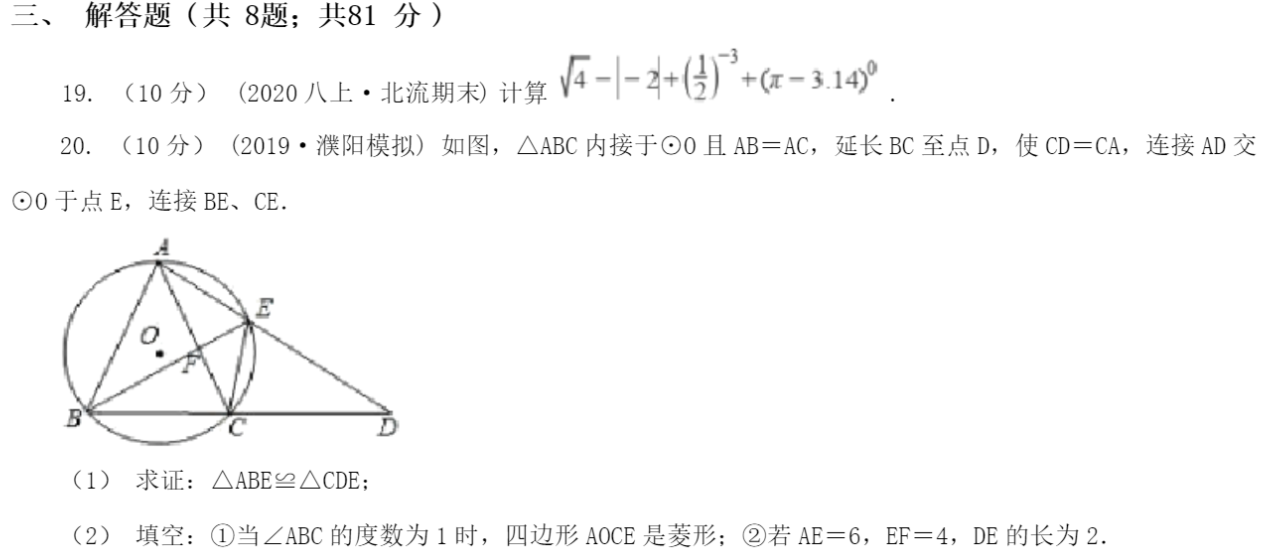 三、 解答题（共 8题；共81 分）
19. （10 分） (2020 八上·北流期末) 计算 √4－|－2|+(1/2)^-3+(π－3.14)^0 .
20. （10 分） (2019·濮阳模拟) 如图，△ABC 内接于⊙O 且 AB＝AC，延长 BC 至点 D，使 CD＝CA，连接 AD 交
⊙O 于点 E，连接 BE、CE．
A
E
O
F
B
C
D
（1） 求证：△ABE≌△CDE；
（2） 填空：①当∠ABC 的度数为 1 时，四边形 AOCE 是菱形；②若 AE＝6，EF＝4，DE 的长为 2．